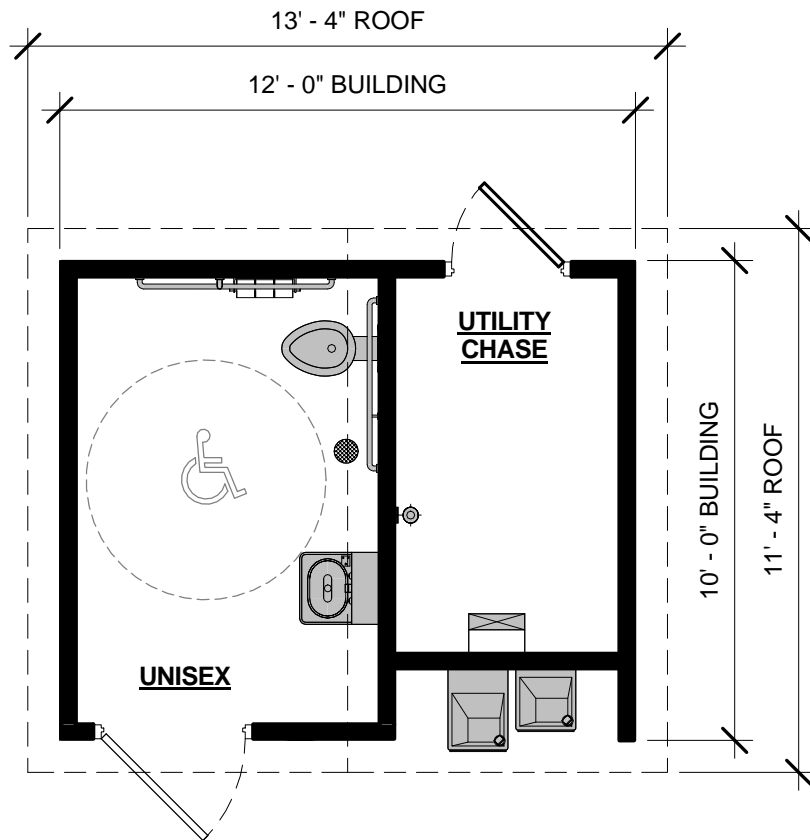 13' - 4" ROOF
12' - 0" BUILDING
UTILITY
CHASE
10' - 0" BUILDING
11' - 4" ROOF
UNISEX